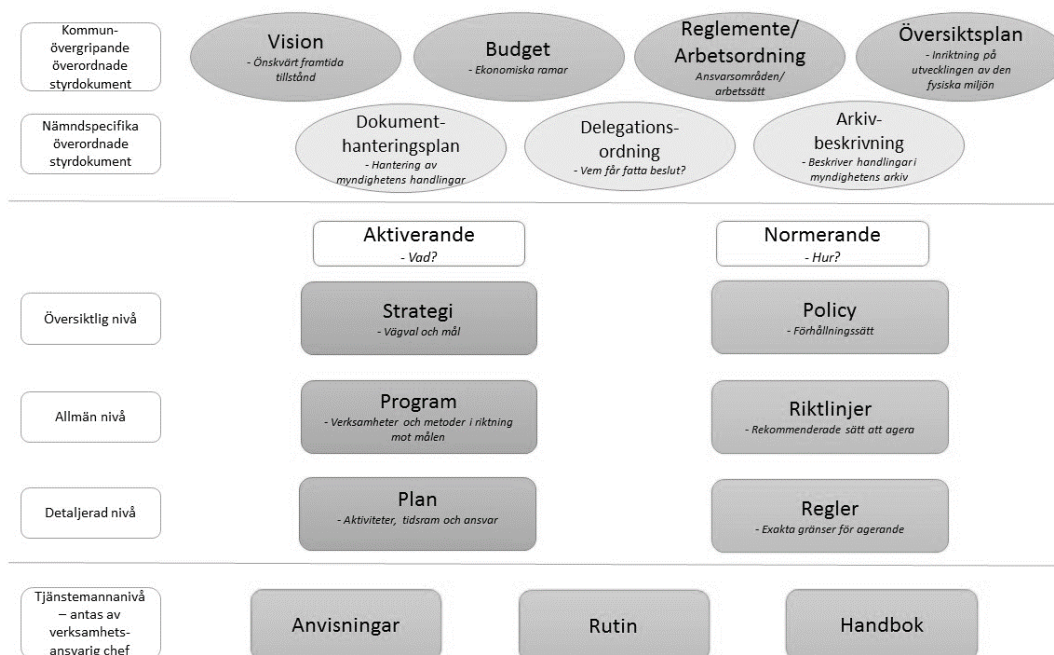 Kommun-
övergripande
överordnade
styrdokument
Vision
- Önskvärt framtida
tillstånd
Budget
- Ekonomiska ramar
Reglemente/
Arbetsordning
Ansvarsområden/
arbetssätt
Översiktsplan
- Inriktning på
utvecklingen av den
fysiska miljön
Nämndspecifika
överordnade
styrdokument
Dokument-
hanteringsplan
- Hantering av
myndighetens handlingar
Delegations-
ordning
- Vem får fatta beslut?
Arkiv-
beskrivning
- Beskriver handlingar i
myndighetens arkiv
Aktiverande
- Vad?
Normerande
- Hur?
Översiktlig nivå
Strategi
- Vägval och mål
Policy
- Förhållningssätt
Allmän nivå
Program
- Verksamheter och metoder i riktning
mot målen
Riktlinjer
- Rekommenderade sätt att agera
Detaljerad nivå
Plan
- Aktiviteter, tidsram och ansvar
Regler
- Exakta gränser för agerande
Tjänstemannanivå
– antas av
verksamhets-
ansvarig chef
Anvisningar
Rutin
Handbok